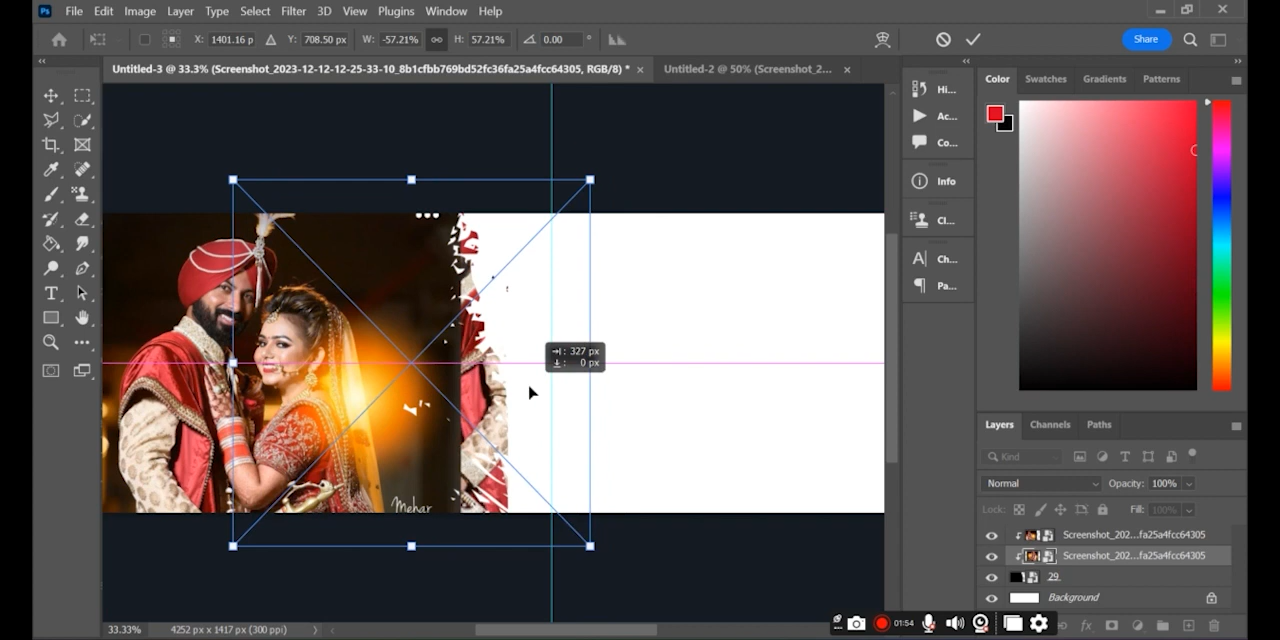 Ps File Edit Image Layer Type Select Filter 3D View Plugins Window Help
X: 1401.16 p Y: 708.50 px W: -57.21% H: 57.21% 0.00 ° Share
Untitled-3 @ 33.3% (Screenshot_2023-12-12-12-25-33-10_8b1cfbb769bd52fc36fa25a4fcc64305, RGB/8) * × Untitled-2 @ 50% (Screenshot_2... ×
Color Swatches Gradients Patterns
Hi...
Ac...
Co...
Info
Cl...
Ch...
Pa...
→: 327 px
↓: 0 px
Mehar
Layers Channels Paths
Kind
Normal Opacity: 100%
Lock: Fill: 100%
Screenshot_202...fa25a4fcc64305
Screenshot_202...fa25a4fcc64305
29.
Background
33.33% 4252 px x 1417 px (300 ppi)
01:54
fx